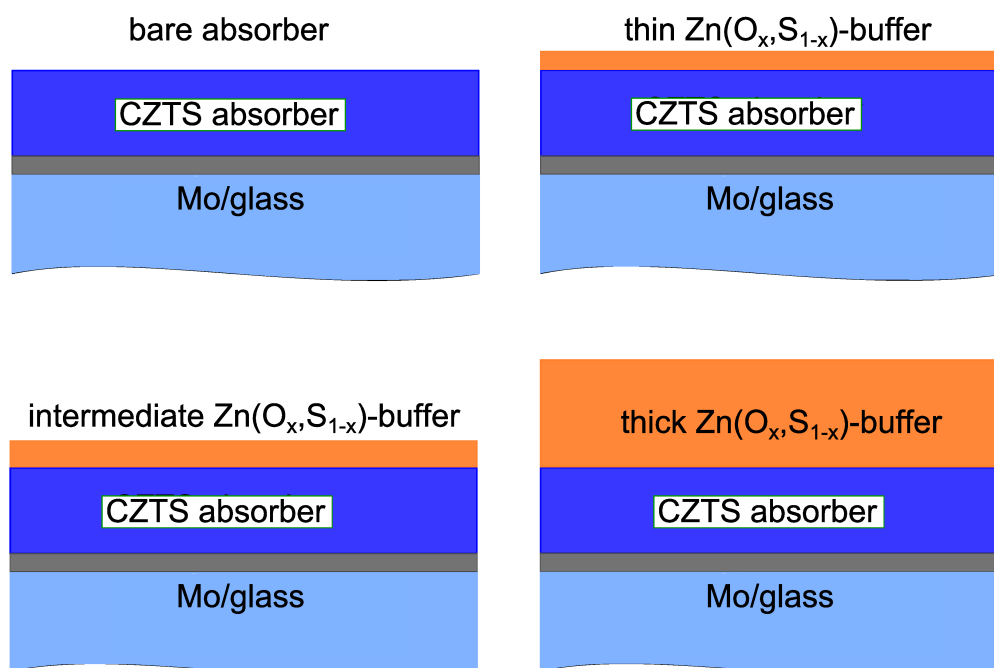 bare absorber
thin Zn(Oₓ,S₁₋ₓ)-buffer
CZTS absorber
CZTS absorber
Mo/glass
Mo/glass
intermediate Zn(Oₓ,S₁₋ₓ)-buffer
thick Zn(Oₓ,S₁₋ₓ)-buffer
CZTS absorber
CZTS absorber
Mo/glass
Mo/glass